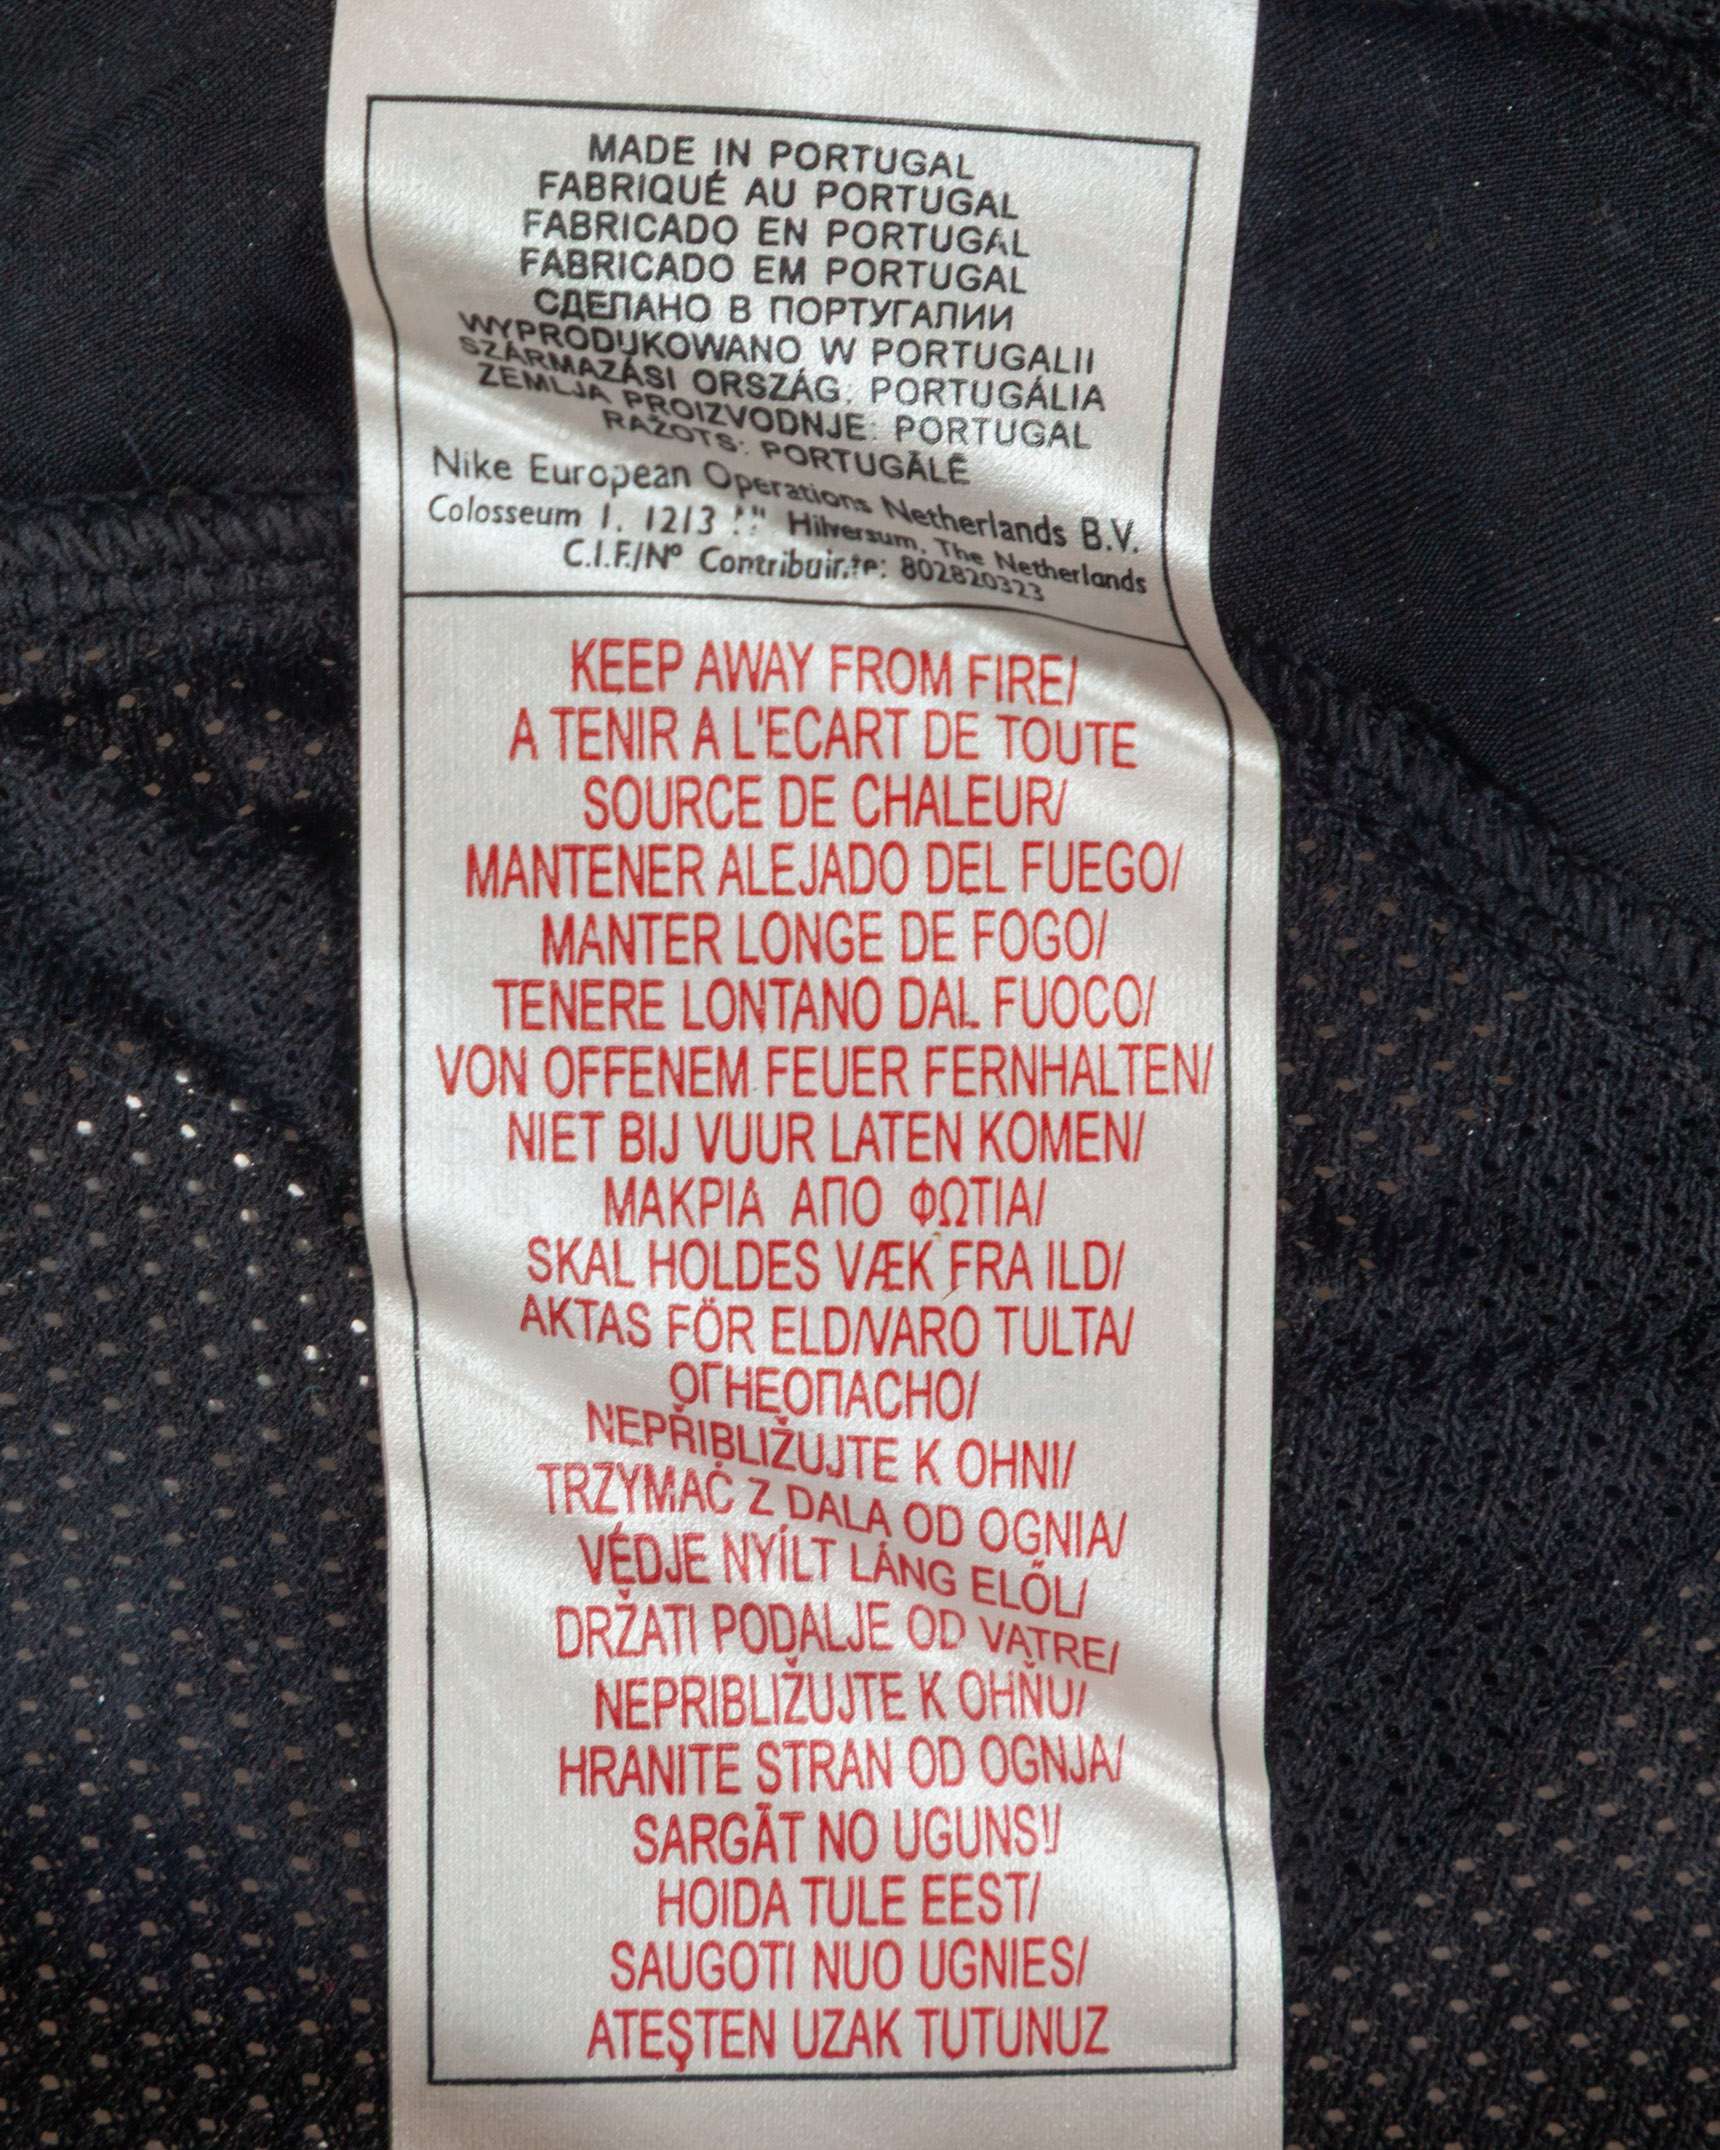 MADE IN PORTUGAL
FABRIQUÉ AU PORTUGAL
FABRICADO EN PORTUGAL
FABRICADO EM PORTUGAL
СДЕЛАНО В ПОРТУГАЛИИ
WYPRODUKOWANO W PORTUGALII
SZÁRMAZÁSI ORSZÁG: PORTUGÁLIA
ZEMLJA PROIZVODNJE: PORTUGAL
RAŽOTS: PORTUGĀLĒ
Nike European Operations Netherlands B.V.
Colosseum 1, 1213 Hilversum, The Netherlands
C.I.F./Nº Contribuinte: 802820323
KEEP AWAY FROM FIRE/
A TENIR A L'ECART DE TOUTE
SOURCE DE CHALEUR/
MANTENER ALEJADO DEL FUEGO/
MANTER LONGE DE FOGO/
TENERE LONTANO DAL FUOCO/
VON OFFENEM FEUER FERNHALTEN/
NIET BIJ VUUR LATEN KOMEN/
ΜΑΚΡΙΑ ΑΠΟ ΦΩΤΙΑ/
SKAL HOLDES VÆK FRA ILD/
AKTAS FÖR ELD/VARO TULTA/
ОГНЕОПАСНО/
NEPŘIBLIŽUJTE K OHNI/
TRZYMAĆ Z DALA OD OGNIA/
VÉDJE NYÍLT LÁNG ELŐL/
DRŽATI PODALJE OD VATRE/
NEPRIBLIŽUJTE K OHŇU/
HRANITE STRAN OD OGNJA/
SARGĀT NO UGUNS!/
HOIDA TULE EEST/
SAUGOTI NUO UGNIES/
ATEŞTEN UZAK TUTUNUZ